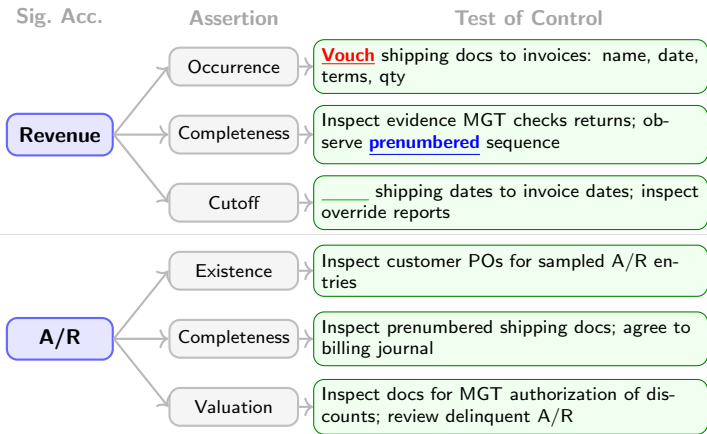 Sig. Acc. Assertion Test of Control
Occurrence
Vouch shipping docs to invoices: name, date,
terms, qty
Revenue
Completeness
Inspect evidence MGT checks returns; ob-
serve prenumbered sequence
Cutoff
shipping dates to invoice dates; inspect
override reports
Existence
Inspect customer POs for sampled A/R en-
tries
A/R
Completeness
Inspect prenumbered shipping docs; agree to
billing journal
Valuation
Inspect docs for MGT authorization of dis-
counts; review delinquent A/R